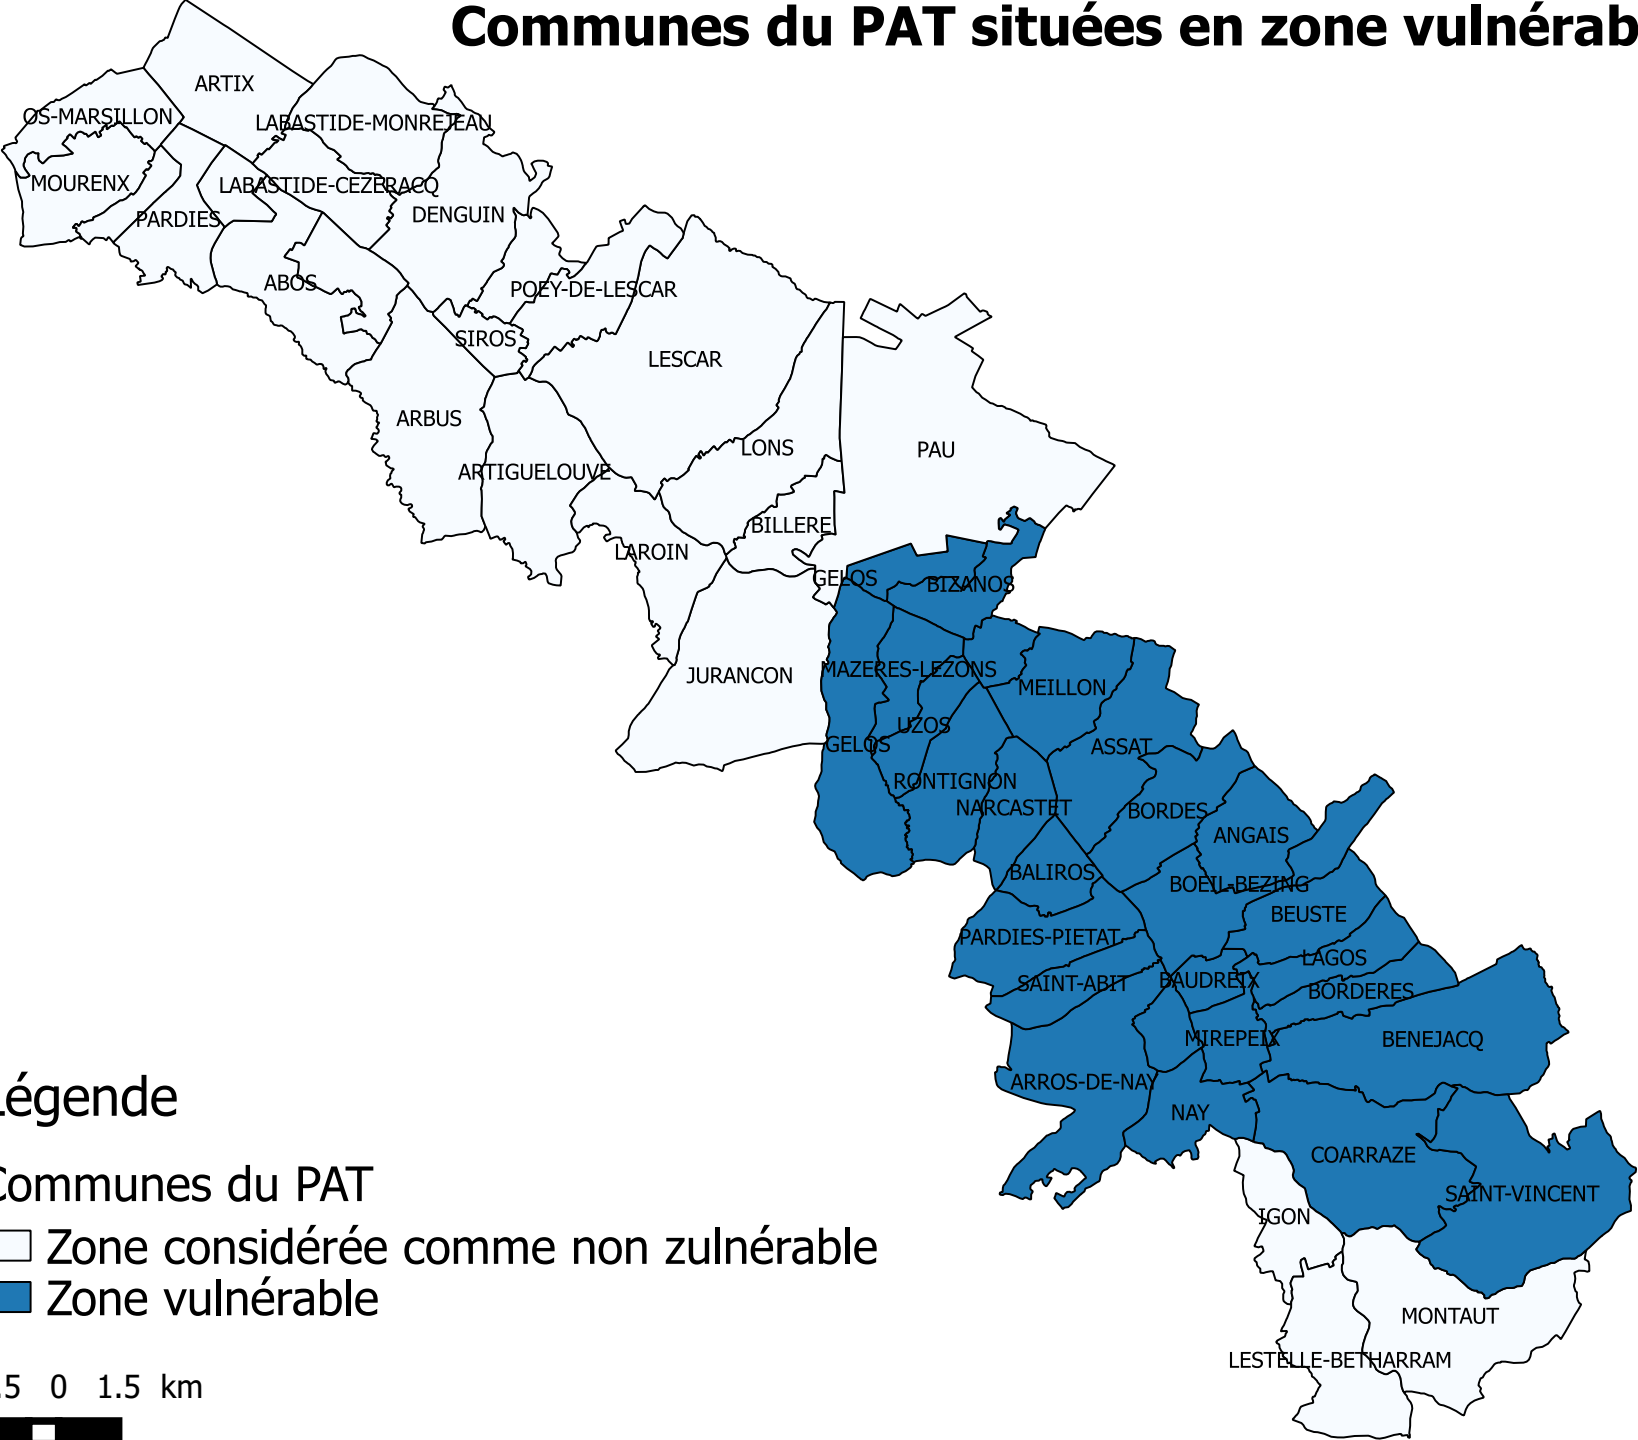 Communes du PAT situées en zone vulnérab
ARTIX
OS-MARSILLON
LABASTIDE-MONREJEAU
MOURENX
LABASTIDE-CEZERACQ
PARDIES
DENGUIN
ABOS
POEY-DE-LESCAR
SIROS
LESCAR
ARBUS
LONS
PAU
ARTIGUELOUVE
BILLERE
LAROIN
GELOS
BIZANOS
JURANCON
MAZERES-LEZONS
MEILLON
UZOS
GELOS
ASSAT
RONTIGNON
NARCASTET
BORDES
ANGAIS
BALIROS
BOEIL-BEZING
BEUSTE
PARDIES-PIETAT
LAGOS
SAINT-ABIT
BAUDREIX
BORDERES
MIREPEIX
BENEJACQ
ARROS-DE-NAY
NAY
COARRAZE
SAINT-VINCENT
IGON
MONTAUT
LESTELLE-BETHARRAM
égende
Communes du PAT
Zone considérée comme non zulnérable
Zone vulnérable
.5 0 1.5 km